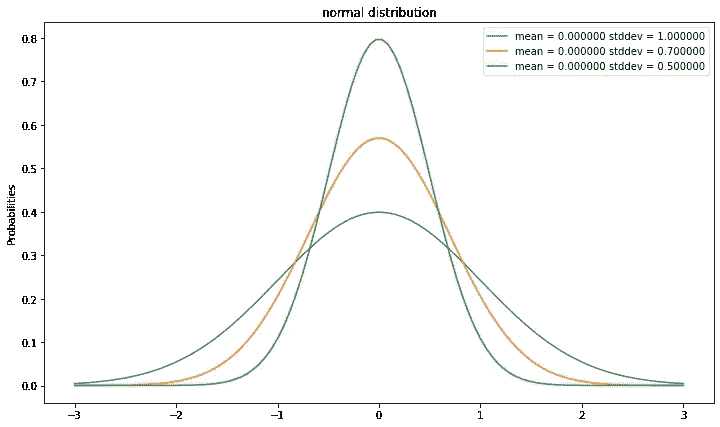 normal distribution
mean = 0.000000 stddev = 1.000000
mean = 0.000000 stddev = 0.700000
mean = 0.000000 stddev = 0.500000
Probabilities
0.8
0.7
0.6
0.5
0.4
0.3
0.2
0.1
0.0
−3 −2 −1 0 1 2 3